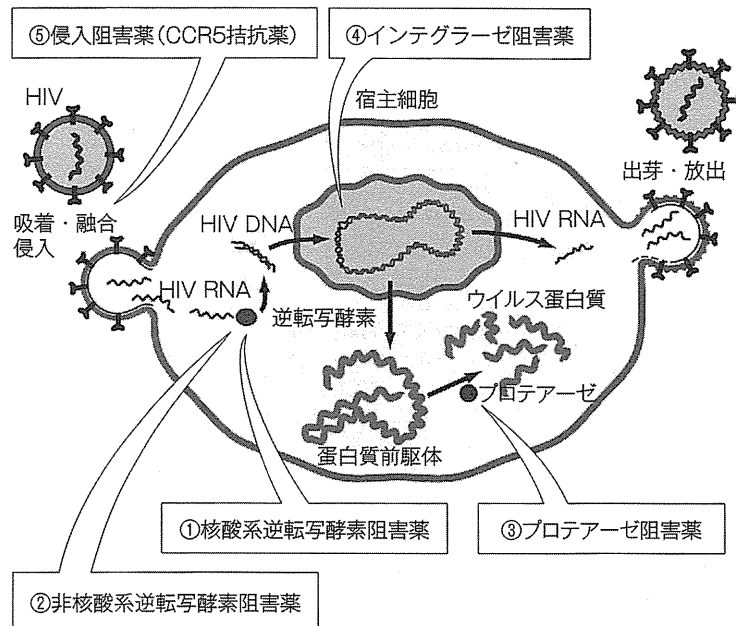 ⑤侵入阻害薬(CCR5拮抗薬)
④インテグラーゼ阻害薬
HIV
宿主細胞
出芽・放出
吸着・融合
侵入
HIV DNA
HIV RNA
HIV RNA
逆転写酵素
ウイルス蛋白質
プロテアーゼ
蛋白質前駆体
①核酸系逆転写酵素阻害薬
③プロテアーゼ阻害薬
②非核酸系逆転写酵素阻害薬